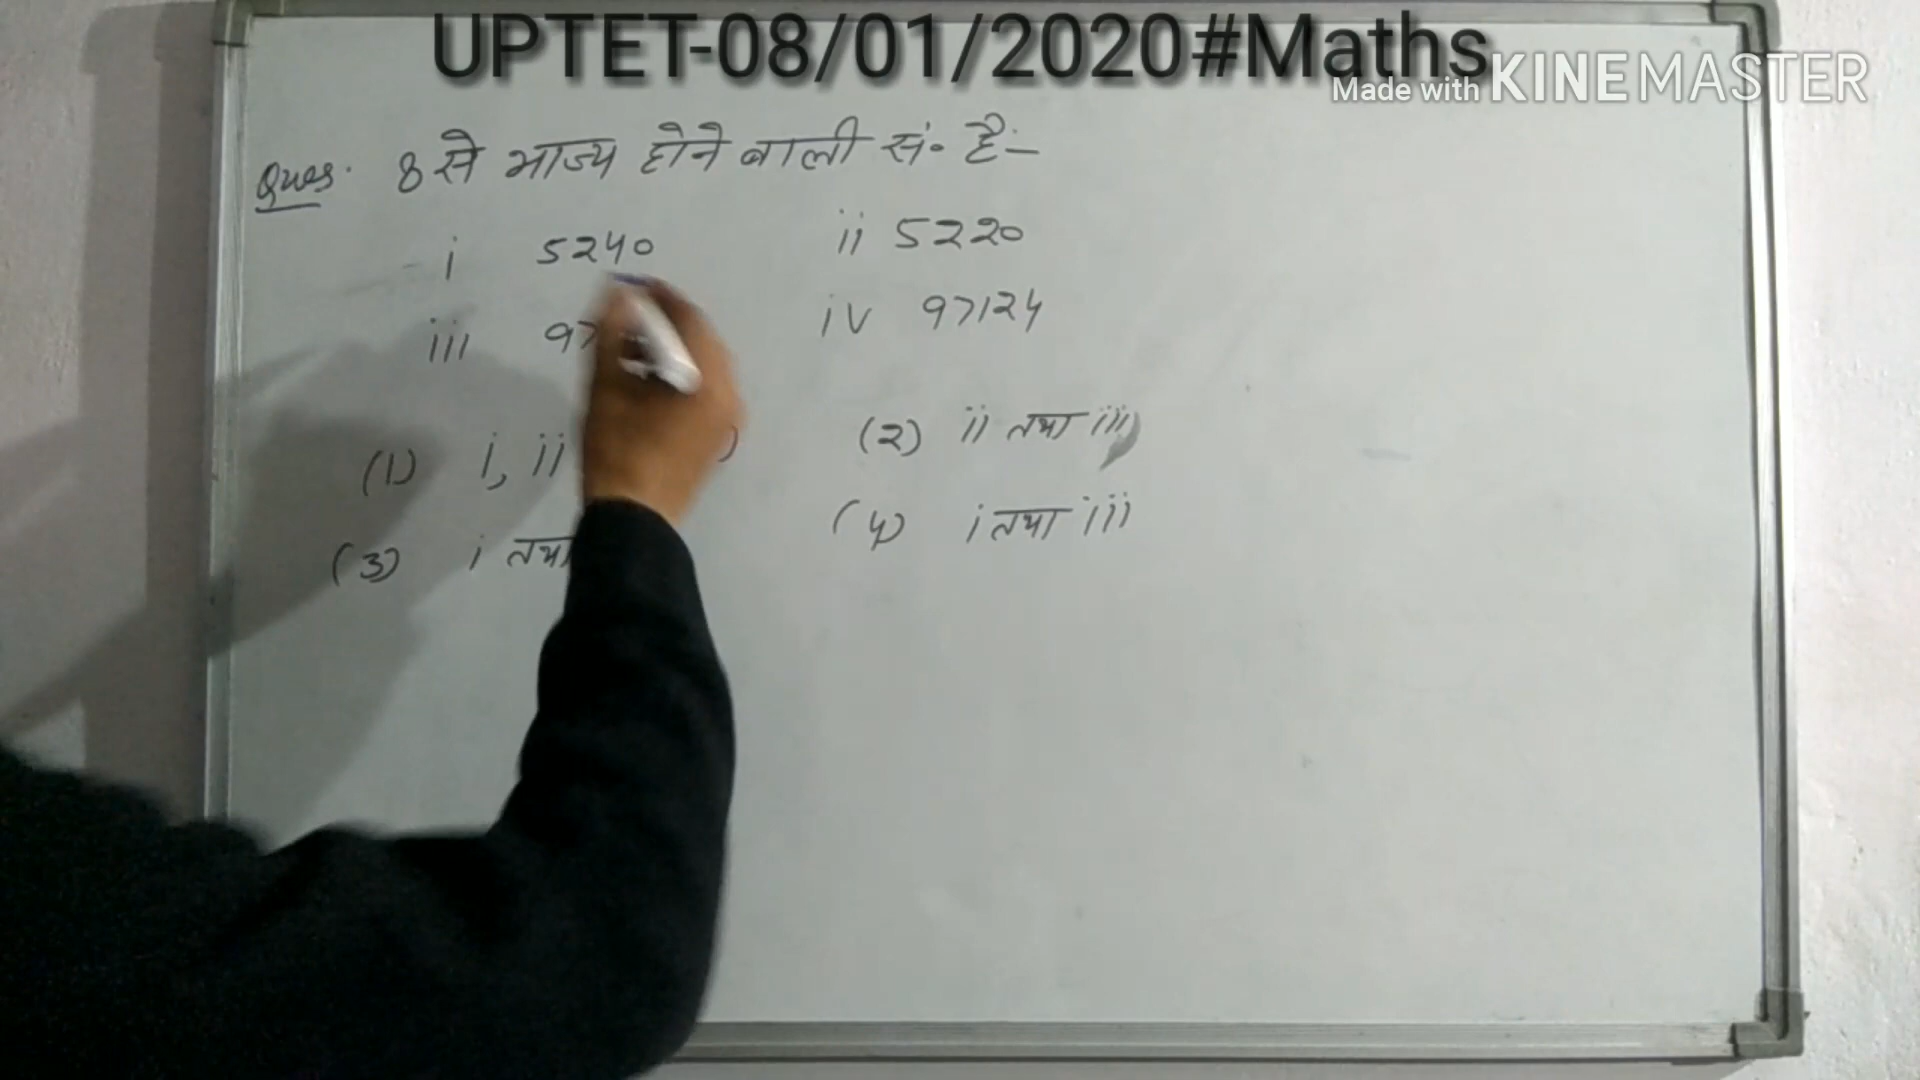 UPTET-08/01/2020#Maths
Made with KINEMASTER
Ques. 8 से भाज्य होने बाली सं॰ है:-
i 5240 ii 5220
iii 97 iv 97124
(1) i, ii (2) ii तथा iii
(3) i तथा (4) i तथा iii